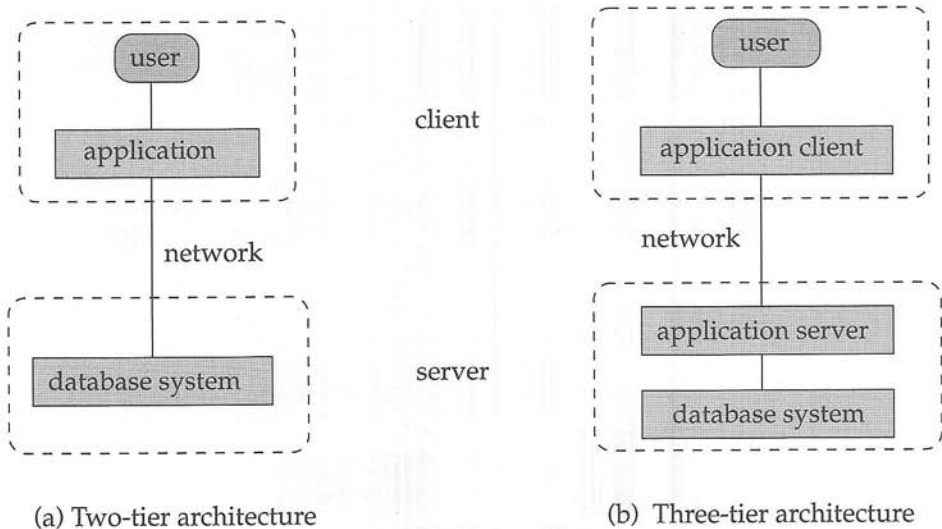 user
application
network
database system
(a) Two-tier architecture
client
server
user
application client
network
application server
database system
(b) Three-tier architecture